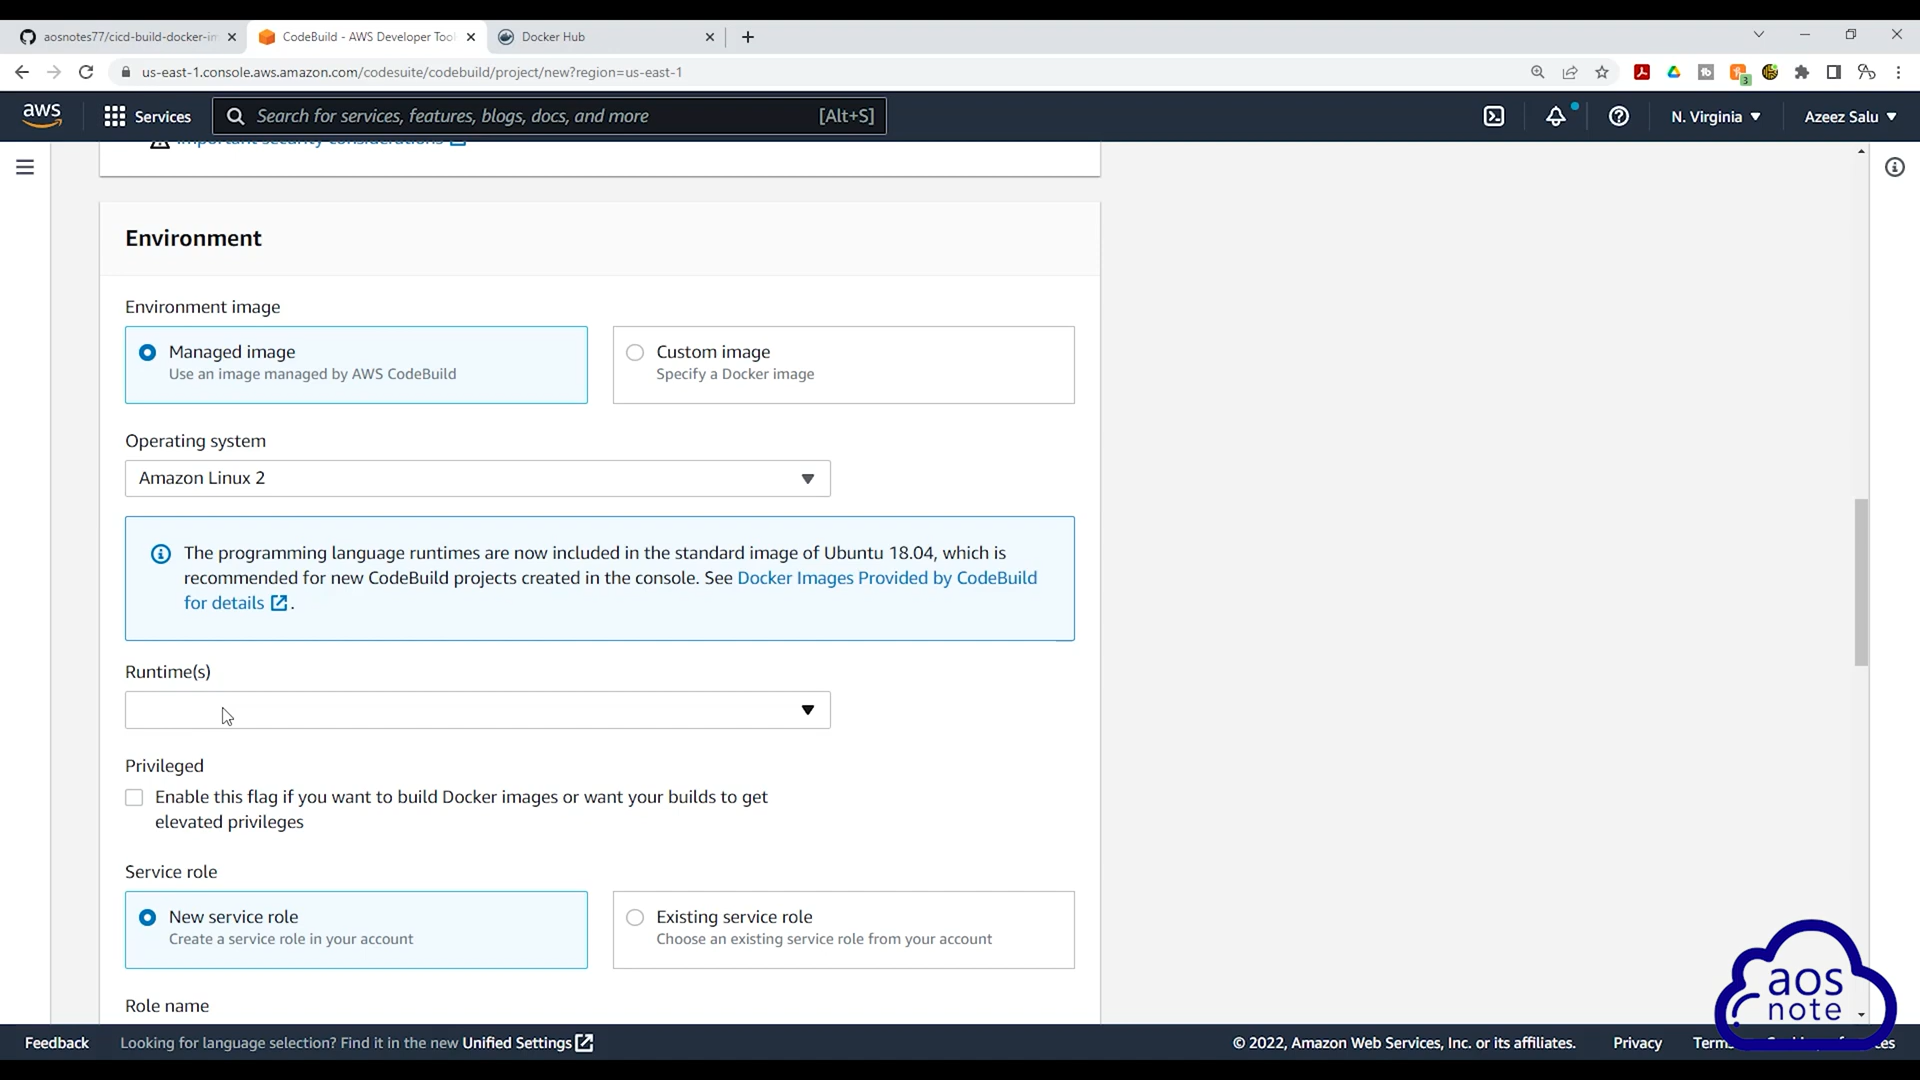 aosnotes77/cicd-build-docker-im
CodeBuild - AWS Developer Tool
Docker Hub
us-east-1.console.aws.amazon.com/codesuite/codebuild/project/new?region=us-east-1
aws
Services
Search for services, features, blogs, docs, and more
[Alt+S]
N. Virginia
Azeez Salu
Important security considerations
Environment
Environment image
Managed image
Use an image managed by AWS CodeBuild
Custom image
Specify a Docker image
Operating system
Amazon Linux 2
The programming language runtimes are now included in the standard image of Ubuntu 18.04, which is
recommended for new CodeBuild projects created in the console. See Docker Images Provided by CodeBuild
for details .
Runtime(s)
Privileged
Enable this flag if you want to build Docker images or want your builds to get
elevated privileges
Service role
New service role
Create a service role in your account
Existing service role
Choose an existing service role from your account
Role name
aos
note
Feedback
Looking for language selection? Find it in the new Unified Settings
© 2022, Amazon Web Services, Inc. or its affiliates.
Privacy
Terms